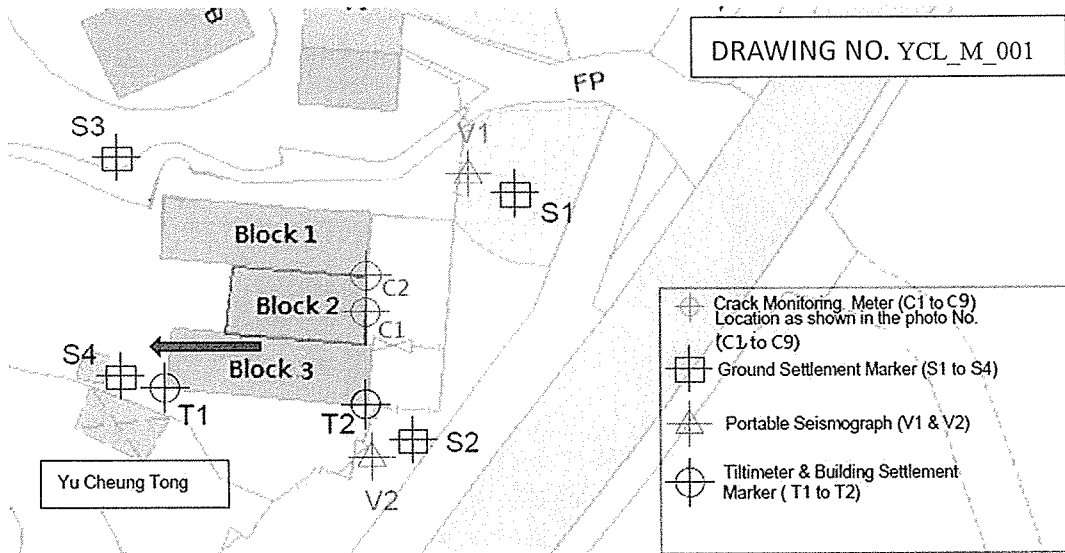 DRAWING NO. YCL_M_001
FP
S3
V1
S1
Block 1
C2
Block 2
C1
S4
Block 3
T1
T2
S2
V2
Yu Cheung Tong
Crack Monitoring Meter (C1 to C9)
Location as shown in the photo No.
(C1 to C9)
Ground Settlement Marker (S1 to S4)
Portable Seismograph (V1 & V2)
Tiltimeter & Building Settlement
Marker ( T1 to T2)